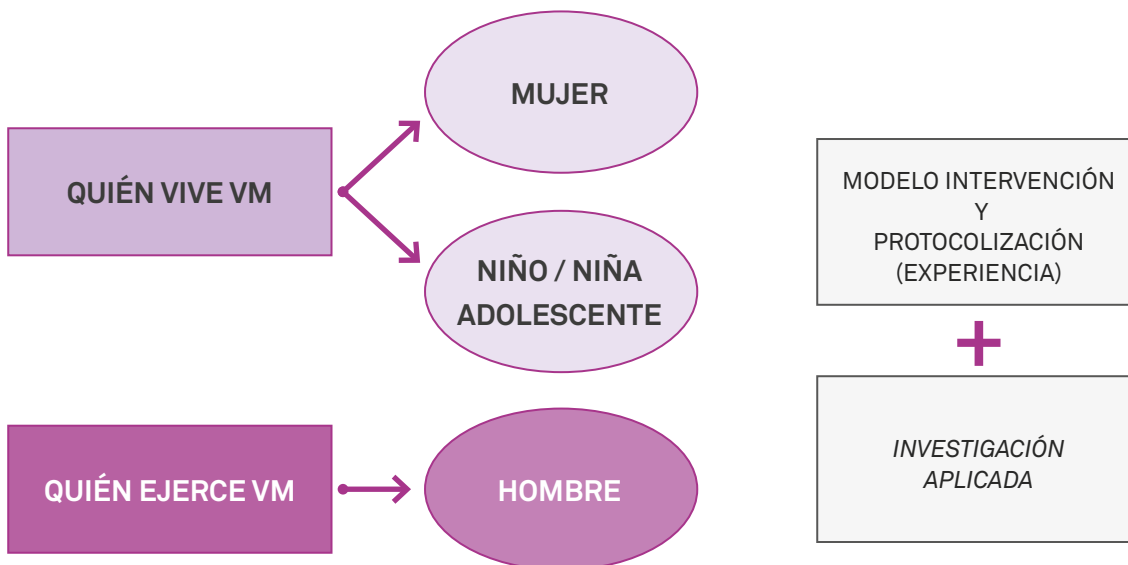 QUIÉN VIVE VM
MUJER
NIÑO / NIÑA
ADOLESCENTE
QUIÉN EJERCE VM
HOMBRE
MODELO INTERVENCIÓN
Y
PROTOCOLIZACIÓN
(EXPERIENCIA)
+
INVESTIGACIÓN
APLICADA